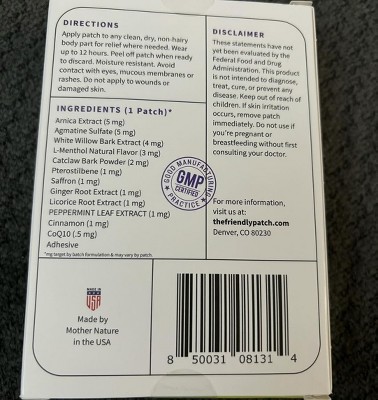 DIRECTIONS
Apply patch to any clean, dry, non-hairy
body part for relief where needed. Wear
up to 12 hours. Peel off patch when ready
to discard. Moisture resistant. Avoid
contact with eyes, mucous membranes or
rashes. Do not apply to wounds or
damaged skin.
INGREDIENTS (1 Patch)*
Arnica Extract (5 mg)
Agmatine Sulfate (5 mg)
White Willow Bark Extract (4 mg)
L-Menthol Natural Flavor (3 mg)
Catclaw Bark Powder (2 mg)
Pterostilbene (1 mg)
Saffron (1 mg)
Ginger Root Extract (1 mg)
Licorice Root Extract (1 mg)
PEPPERMINT LEAF EXTRACT (1 mg)
Cinnamon (1 mg)
CoQ10 (.5 mg)
Adhesive
*mg target by batch formulation & may vary by patch.
GOOD MANUFACTURING
GMP
CERTIFIED
PRACTICE
DISCLAIMER
These statements have not
yet been evaluated by the
Federal Food and Drug
Administration. This product
is not intended to diagnose,
treat, cure, or prevent any
disease. Keep out of reach of
children. If skin irritation
occurs, remove patch
immediately. Do not use if
you're pregnant or
breastfeeding without first
consulting your doctor.
For more information,
visit us at:
thefriendlypatch.com
Denver, CO 80230
MADE IN
USA
Made by
Mother Nature
in the USA
8 50031 08131 4